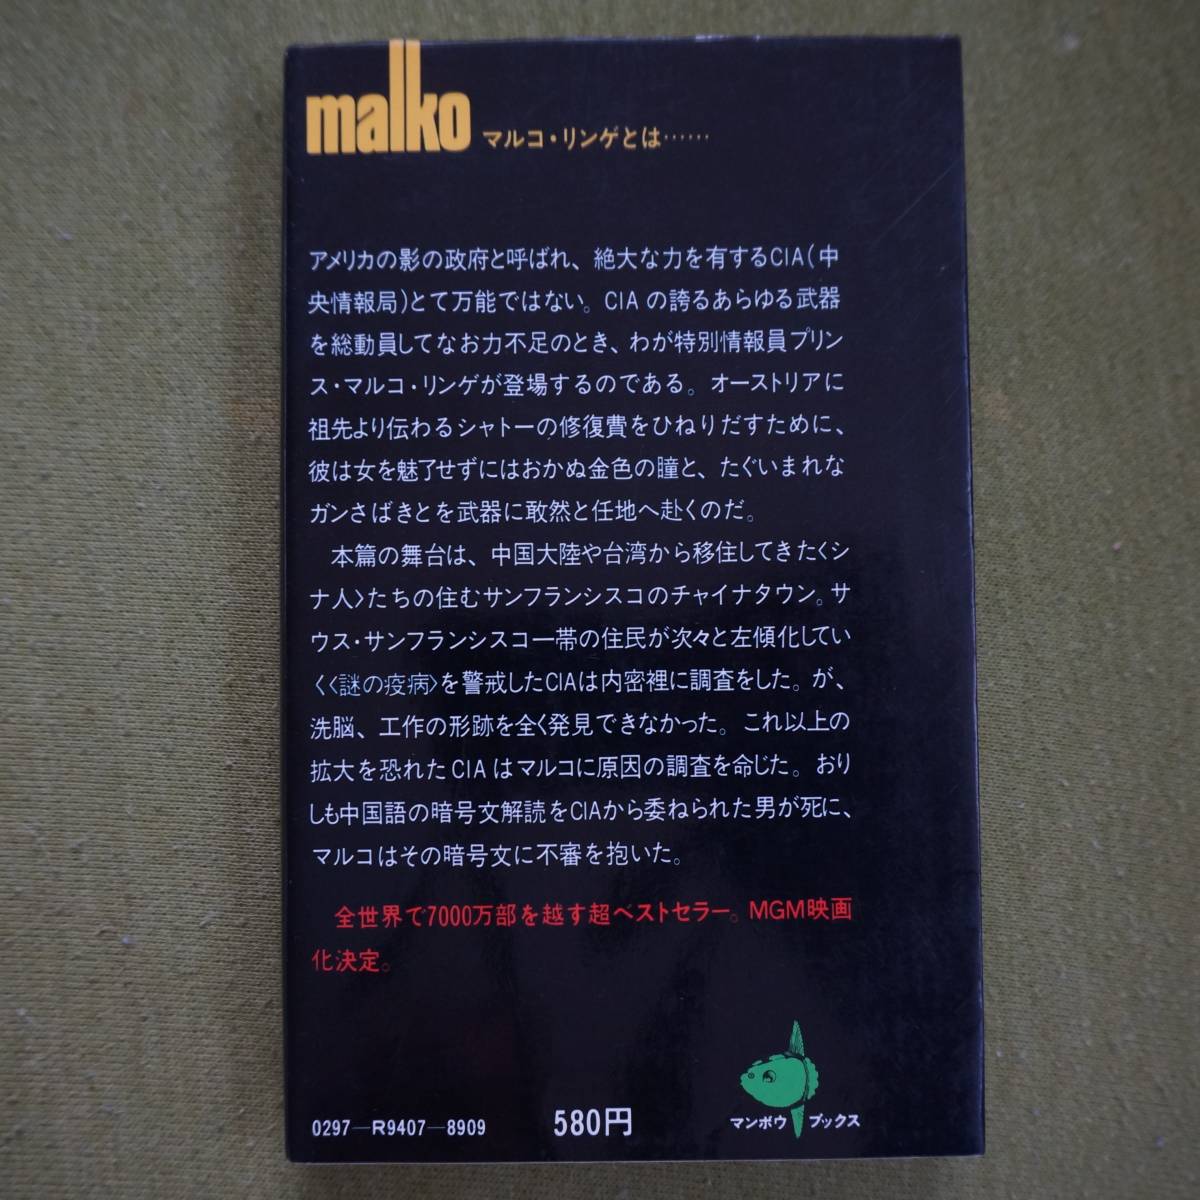 malko マルコ・リンゲとは……
アメリカの影の政府と呼ばれ、絶大な力を有するCIA(中
央情報局)とて万能ではない。CIAの誇るあらゆる武器
を総動員してなお力不足のとき、わが特別情報員プリン
ス・マルコ・リンゲが登場するのである。オーストリアに
祖先より伝わるシャトーの修復費をひねりだすために、
彼は女を魅了せずにはおかぬ金色の瞳と、たぐいまれな
ガンさばきとを武器に敢然と任地へ赴くのだ。
本篇の舞台は、中国大陸や台湾から移住してきた〈シ
ナ人〉たちの住むサンフランシスコのチャイナタウン。サ
ウス・サンフランシスコ一帯の住民が次々と左傾化してい
く〈謎の疫病〉を警戒したCIAは内密裡に調査をした。が、
洗脳、工作の形跡を全く発見できなかった。これ以上の
拡大を恐れたCIAはマルコに原因の調査を命じた。おり
しも中国語の暗号文解読をCIAから委ねられた男が死に、
マルコはその暗号文に不審を抱いた。
全世界で7000万部を越す超ベストセラー。MGM映画
化決定。
0297—R9407—8909 580円 マンボウブックス